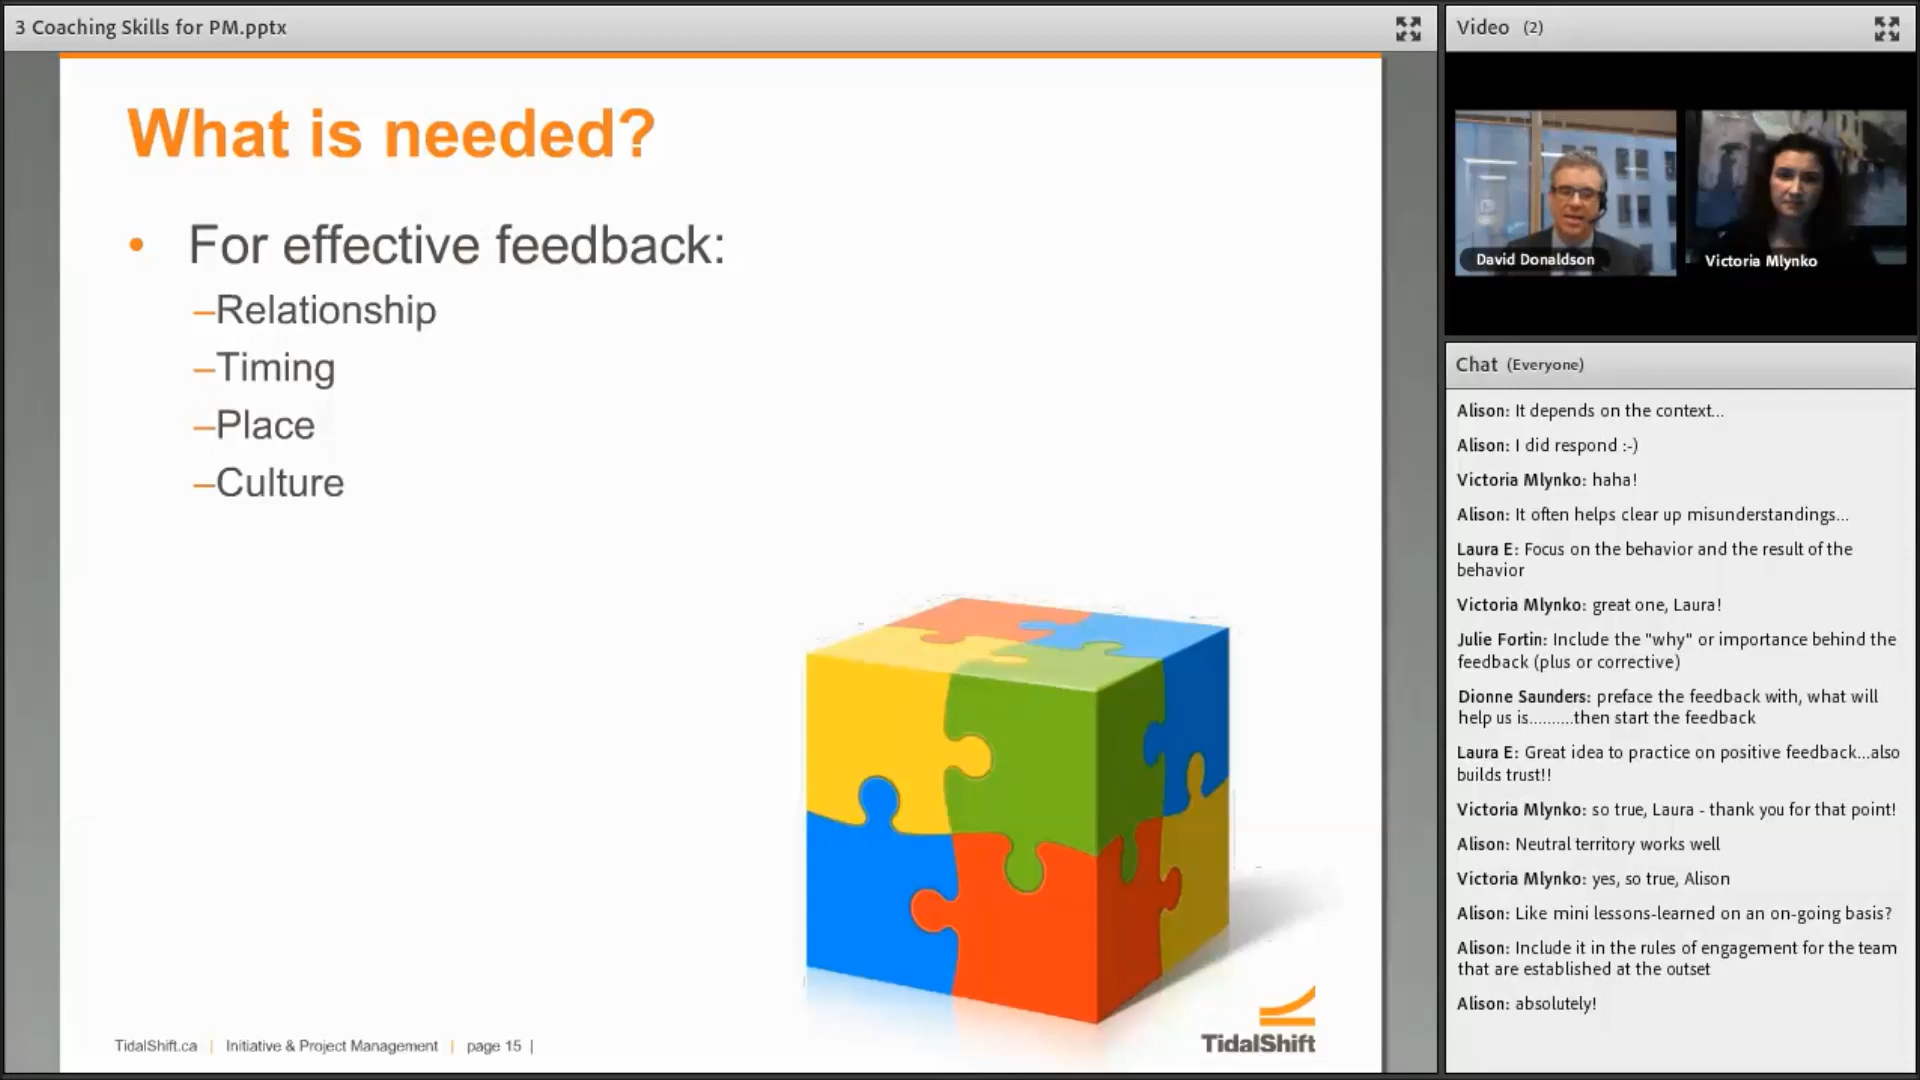 3 Coaching Skills for PM.pptx
What is needed?
• For effective feedback:
–Relationship
–Timing
–Place
–Culture
TidalShift.ca | Initiative & Project Management | page 15 |
TidalShift
Video (2)
David Donaldson
Victoria Mlynko
Chat (Everyone)
Alison: It depends on the context...
Alison: I did respond :-)
Victoria Mlynko: haha!
Alison: It often helps clear up misunderstandings...
Laura E: Focus on the behavior and the result of the
behavior
Victoria Mlynko: great one, Laura!
Julie Fortin: Include the "why" or importance behind the
feedback (plus or corrective)
Dionne Saunders: preface the feedback with, what will
help us is.........then start the feedback
Laura E: Great idea to practice on positive feedback...also
builds trust!!
Victoria Mlynko: so true, Laura - thank you for that point!
Alison: Neutral territory works well
Victoria Mlynko: yes, so true, Alison
Alison: Like mini lessons-learned on an on-going basis?
Alison: Include it in the rules of engagement for the team
that are established at the outset
Alison: absolutely!